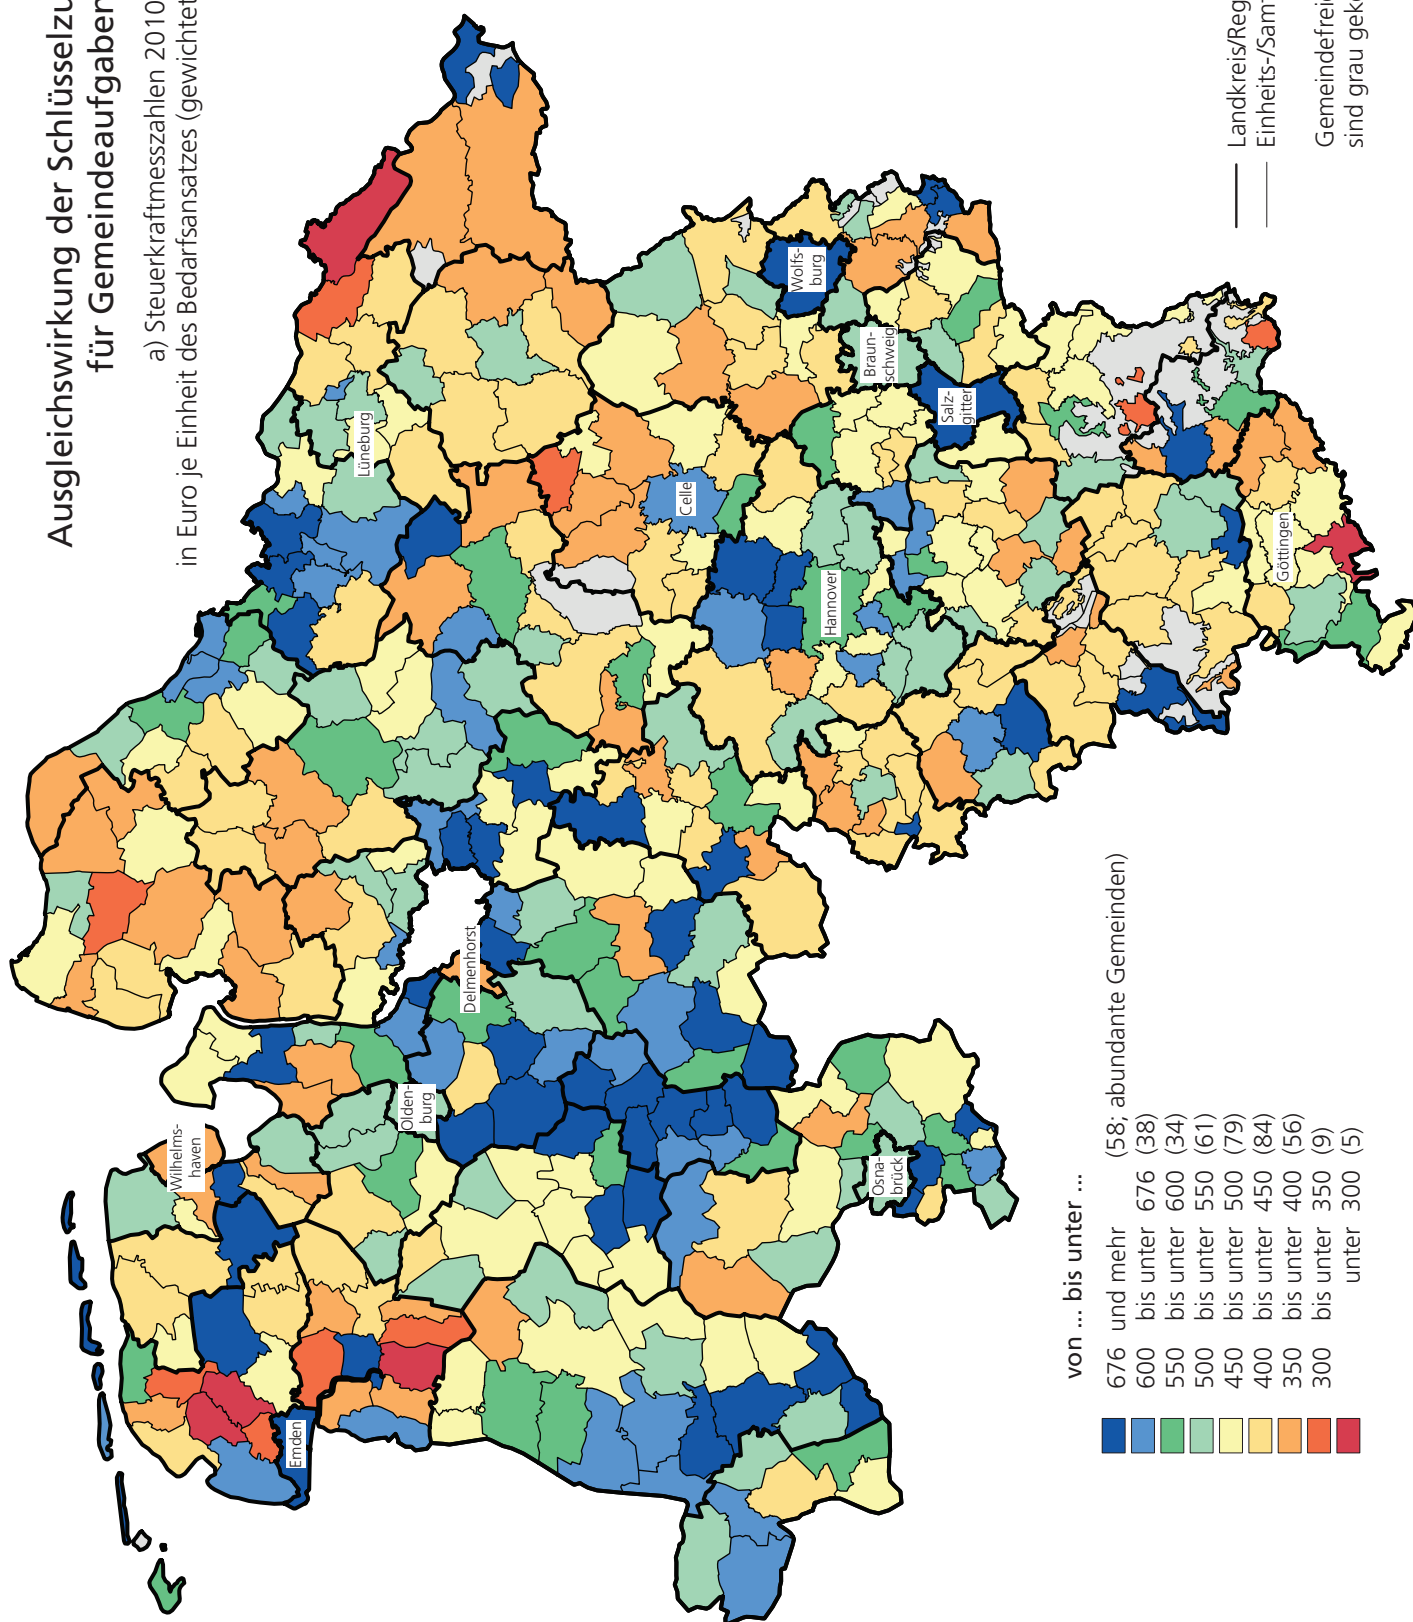 Ausgleichswirkung der Schlüsselzu
für Gemeindeaufgaben
a) Steuerkraftmesszahlen 2010
in Euro je Einheit des Bedarfsansatzes (gewichtet
Lüneburg
Wolfs-
burg
Braun-
schweig
Salz-
gitter
Celle
Hannover
Göttingen
Delmenhorst
Olden-
burg
Wilhelms-
haven
Osna-
brück
Emden
von ... bis unter ...
676 und mehr (58; abundante Gemeinden)
600 bis unter 676 (38)
550 bis unter 600 (34)
500 bis unter 550 (61)
450 bis unter 500 (79)
400 bis unter 450 (84)
350 bis unter 400 (56)
300 bis unter 350 (9)
unter 300 (5)
Landkreis/Reg
Einheits-/Sam
Gemeindefreie
sind grau geke